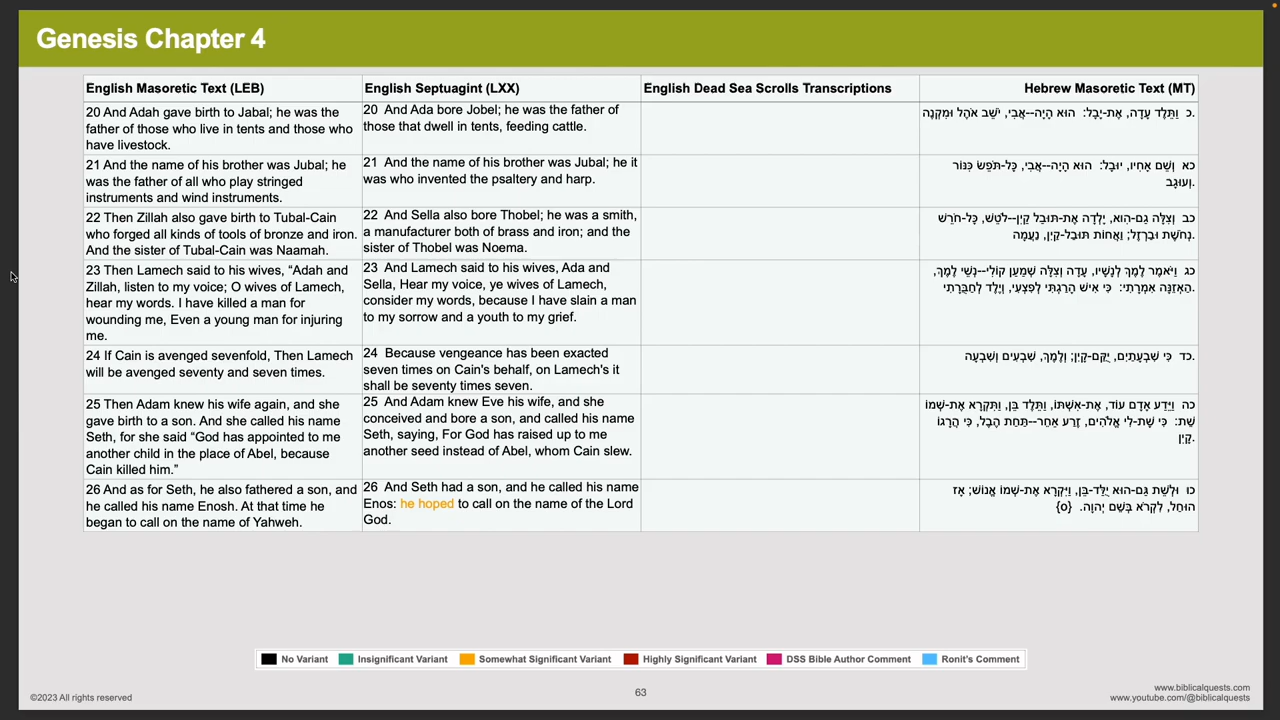 Genesis Chapter 4
English Masoretic Text (LEB)
English Septuagint (LXX)
English Dead Sea Scrolls Transcriptions
Hebrew Masoretic Text (MT)
20 And Adah gave birth to Jabal; he was the
father of those who live in tents and those who
have livestock.
20  And Ada bore Jobel; he was the father of
those that dwell in tents, feeding cattle.
כ  וַתֵּלֶד עָדָה, אֶת-יָבָל:  הוּא הָיָה--אֲבִי, יֹשֵׁב אֹהֶל וּמִקְנֶה.
21 And the name of his brother was Jubal; he
was the father of all who play stringed
instruments and wind instruments.
21  And the name of his brother was Jubal; he it
was who invented the psaltery and harp.
כא  וְשֵׁם אָחִיו, יוּבָל:  הוּא הָיָה--אֲבִי, כָּל-תֹּפֵשׂ כִּנּוֹר
וְעוּגָב.
22 Then Zillah also gave birth to Tubal-Cain
who forged all kinds of tools of bronze and iron.
And the sister of Tubal-Cain was Naamah.
22  And Sella also bore Thobel; he was a smith,
a manufacturer both of brass and iron; and the
sister of Thobel was Noema.
כב  וְצִלָּה גַם-הִוא, יָלְדָה אֶת-תּוּבַל קַיִן--לֹטֵשׁ, כָּל-חֹרֵשׁ
נְחֹשֶׁת וּבַרְזֶל; וַאֲחוֹת תּוּבַל-קַיִן, נַעֲמָה.
23 Then Lamech said to his wives, “Adah and
Zillah, listen to my voice; O wives of Lamech,
hear my words. I have killed a man for
wounding me, Even a young man for injuring
me.
23  And Lamech said to his wives, Ada and
Sella, Hear my voice, ye wives of Lamech,
consider my words, because I have slain a man
to my sorrow and a youth to my grief.
כג  וַיֹּאמֶר לֶמֶךְ לְנָשָׁיו, עָדָה וְצִלָּה שְׁמַעַן קוֹלִי--נְשֵׁי לֶמֶךְ,
הַאְזֵנָּה אִמְרָתִי:  כִּי אִישׁ הָרַגְתִּי לְפִצְעִי, וְיֶלֶד לְחַבֻּרָתִי.
24 If Cain is avenged sevenfold, Then Lamech
will be avenged seventy and seven times.
24  Because vengeance has been exacted
seven times on Cain's behalf, on Lamech's it
shall be seventy times seven.
כד  כִּי שִׁבְעָתַיִם, יֻקַּם-קָיִן; וְלֶמֶךְ, שִׁבְעִים וְשִׁבְעָה.
25 Then Adam knew his wife again, and she
gave birth to a son. And she called his name
Seth, for she said “God has appointed to me
another child in the place of Abel, because
Cain killed him.”
25  And Adam knew Eve his wife, and she
conceived and bore a son, and called his name
Seth, saying, For God has raised up to me
another seed instead of Abel, whom Cain slew.
כה  וַיֵּדַע אָדָם עוֹד, אֶת-אִשְׁתּוֹ, וַתֵּלֶד בֵּן, וַתִּקְרָא אֶת-שְׁמוֹ
שֵׁת:  כִּי שָׁת-לִי אֱלֹהִים, זֶרַע אַחֵר--תַּחַת הֶבֶל, כִּי הֲרָגוֹ
קָיִן.
26 And as for Seth, he also fathered a son, and
he called his name Enosh. At that time he
began to call on the name of Yahweh.
26  And Seth had a son, and he called his name
Enos: he hoped to call on the name of the Lord
God.
כו  וּלְשֵׁת גַּם-הוּא יֻלַּד-בֵּן, וַיִּקְרָא אֶת-שְׁמוֹ אֱנוֹשׁ; אָז
הוּחַל, לִקְרֹא בְּשֵׁם יְהוָה.  {ס}
No Variant
Insignificant Variant
Somewhat Significant Variant
Highly Significant Variant
DSS Bible Author Comment
Ronit's Comment
©2023 All rights reserved
63
www.biblicalquests.com
www.youtube.com/@biblicalquests